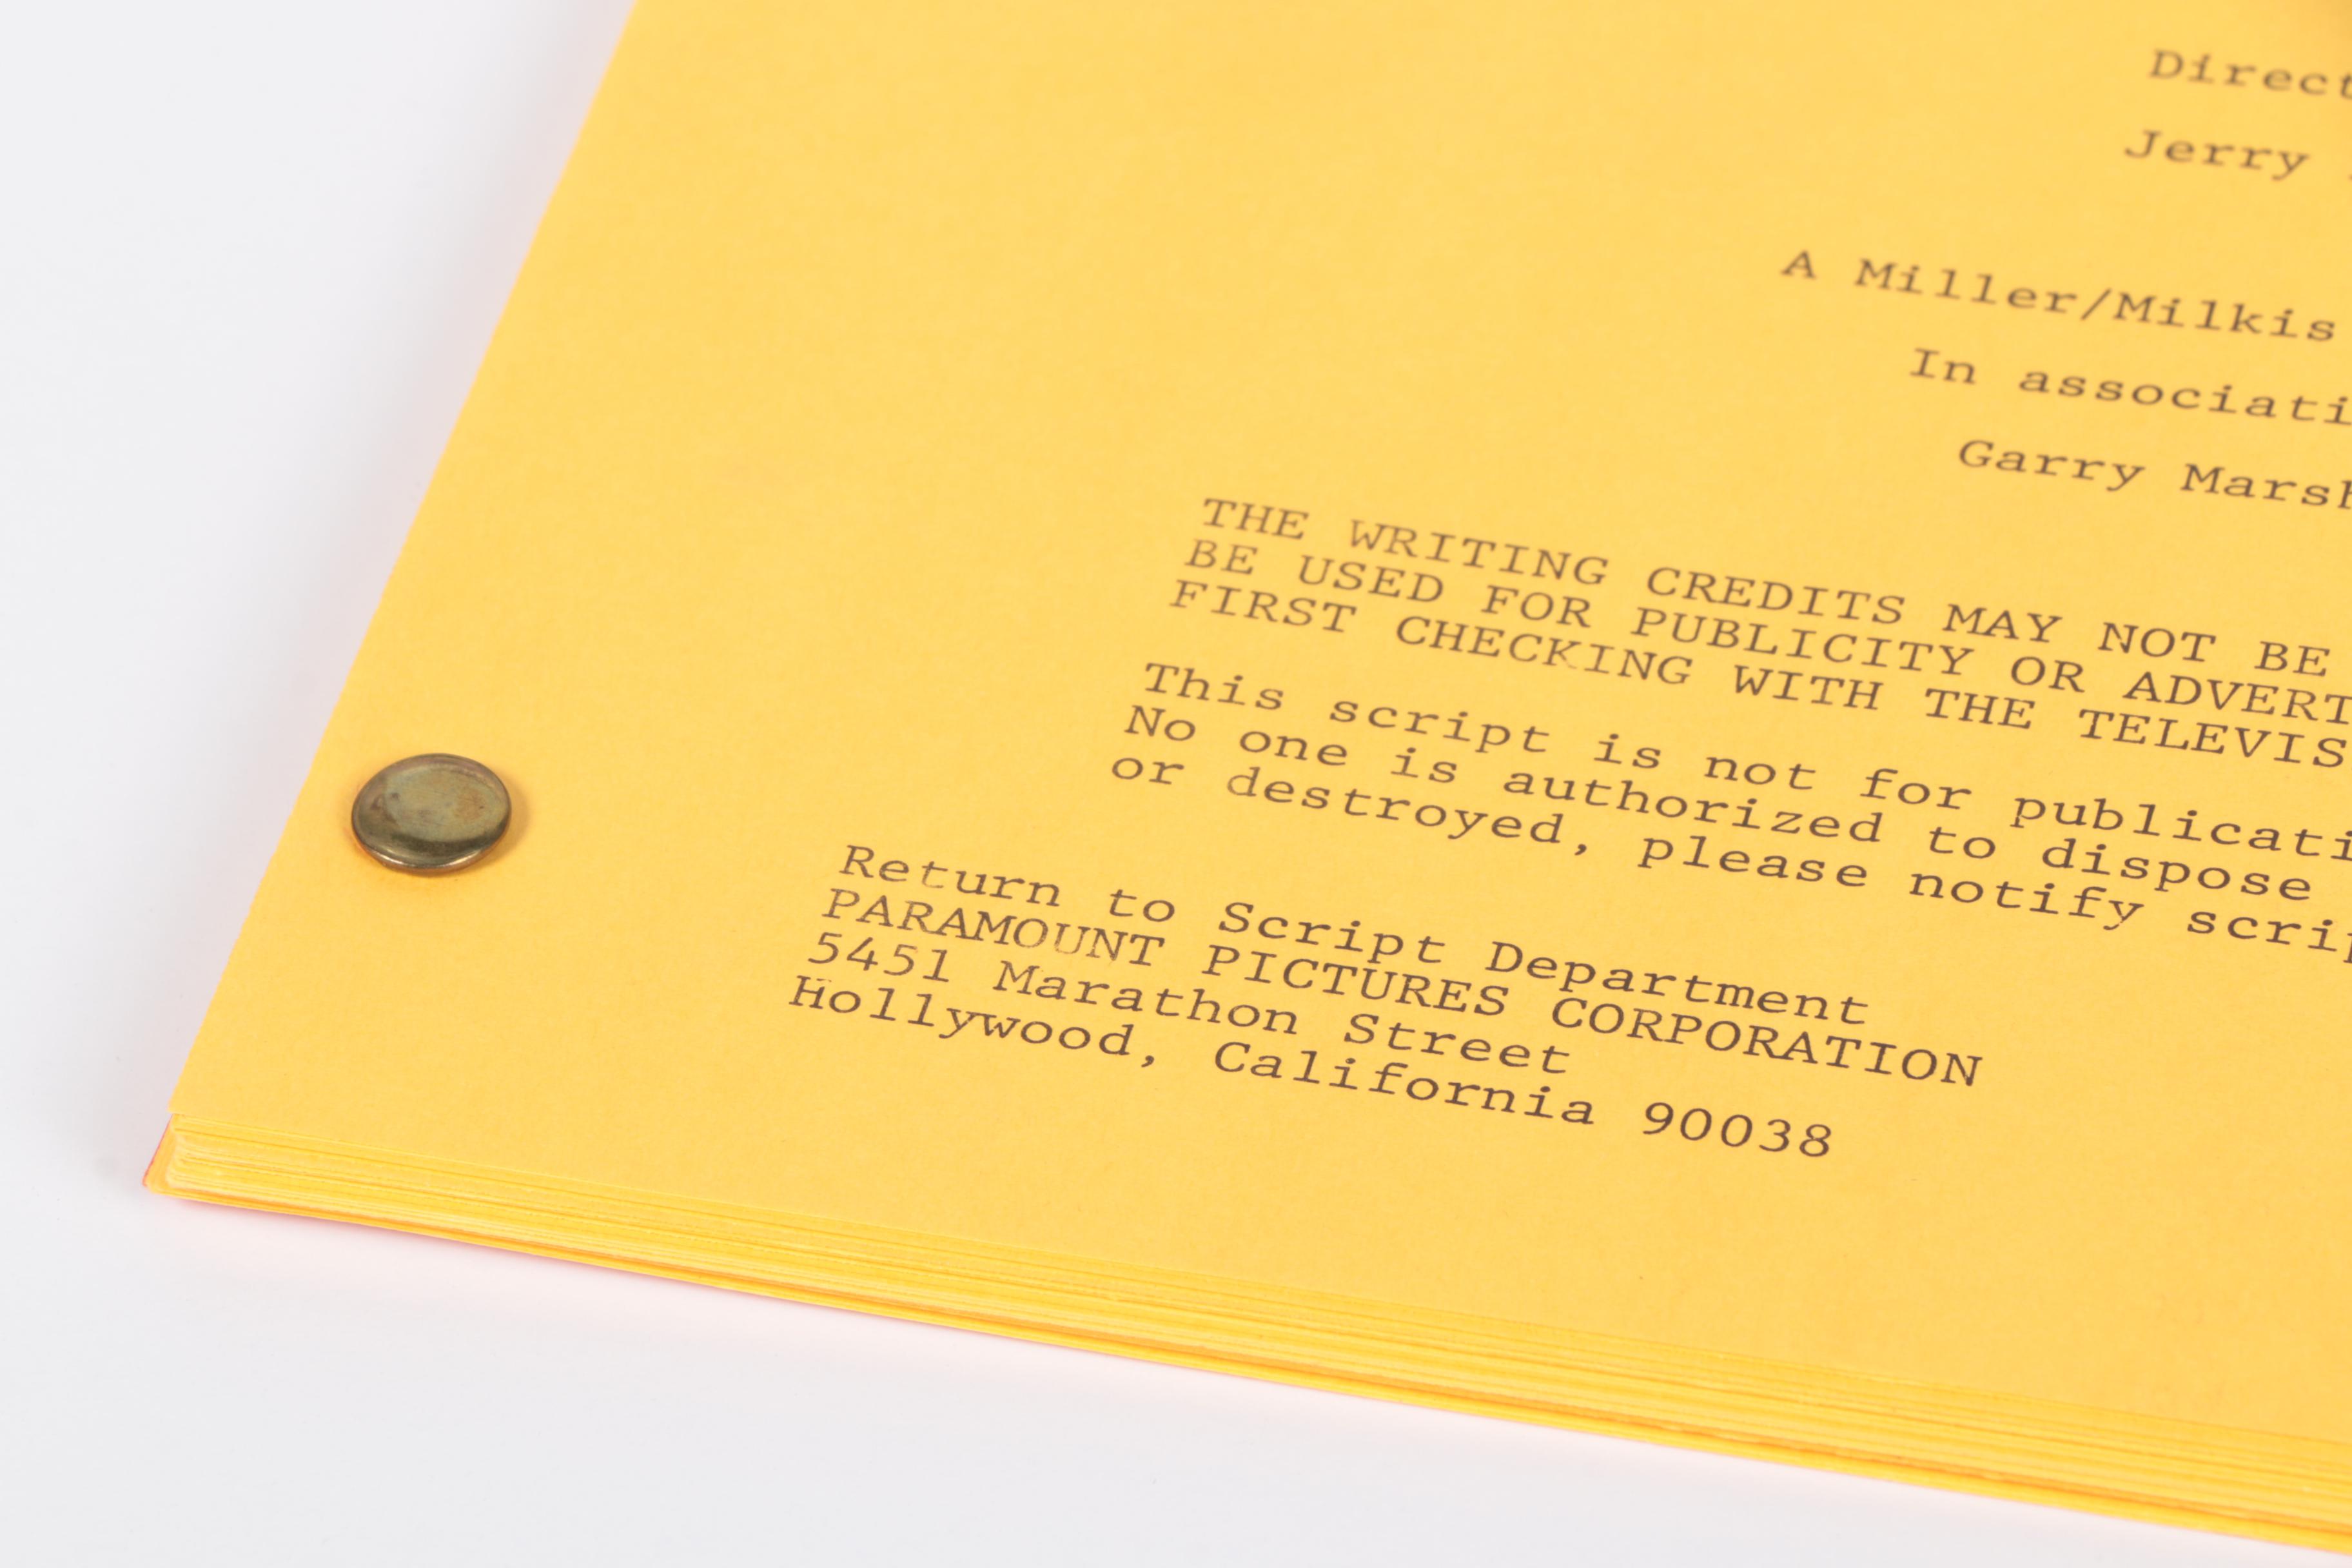 Direct
Jerry
A Miller/Milkis
In associati
Garry Marsh
THE WRITING CREDITS MAY NOT BE
BE USED FOR PUBLICITY OR ADVERT
FIRST CHECKING WITH THE TELEVIS
This script is not for publicati
No one is authorized to dispose
or destroyed, please notify scrip
Return to Script Department
PARAMOUNT PICTURES CORPORATION
5451 Marathon Street
Hollywood, California 90038